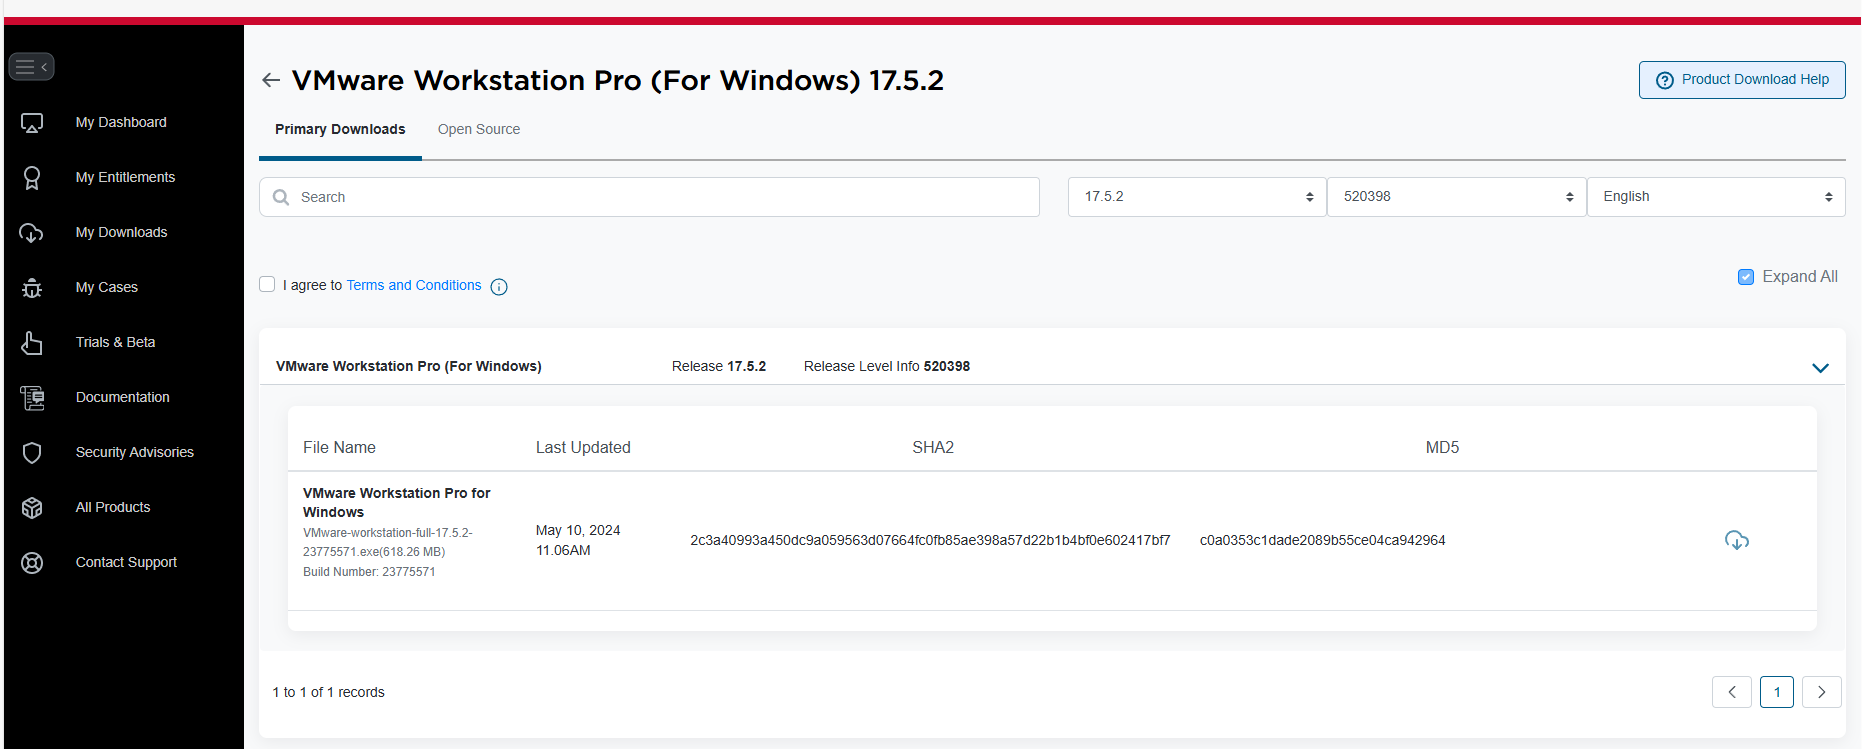 VMware Workstation Pro (For Windows) 17.5.2
Product Download Help
My Dashboard
My Entitlements
My Downloads
My Cases
Trials & Beta
Documentation
Security Advisories
All Products
Contact Support
Primary Downloads
Open Source
Search
17.5.2
520398
English
I agree to Terms and Conditions
Expand All
VMware Workstation Pro (For Windows)
Release 17.5.2
Release Level Info 520398
File Name
Last Updated
SHA2
MD5
VMware Workstation Pro for
Windows
VMware-workstation-full-17.5.2-
23775571.exe(618.26 MB)
Build Number: 23775571
May 10, 2024
11.06AM
2c3a40993a450dc9a059563d07664fc0fb85ae398a57d22b1b4bf0e602417bf7
c0a0353c1dade2089b55ce04ca942964
1 to 1 of 1 records
1